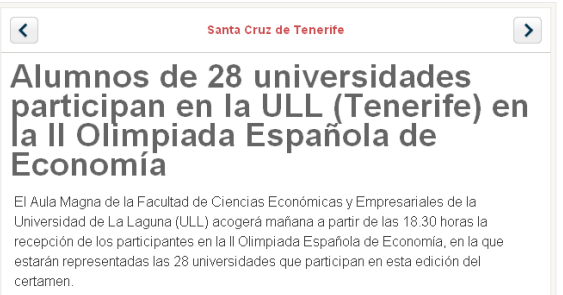 Santa Cruz de Tenerife
Alumnos de 28 universidades
participan en la ULL (Tenerife) en
la II Olimpiada Española de
Economía
El Aula Magna de la Facultad de Ciencias Económicas y Empresariales de la
Universidad de La Laguna (ULL) acogerá mañana a partir de las 18.30 horas la
recepción de los participantes en la II Olimpiada Española de Economía, en la que
estarán representadas las 28 universidades que participan en esta edición del
certamen.